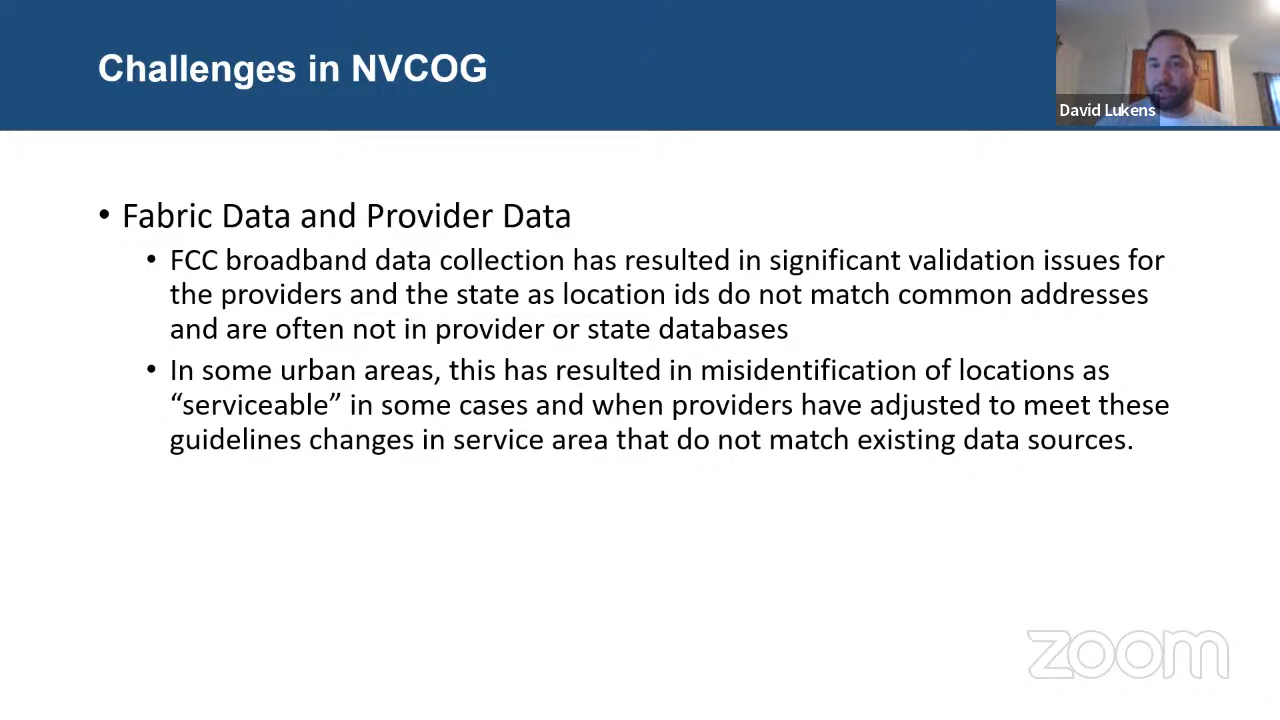 Challenges in NVCOG
David Lukens
• Fabric Data and Provider Data
• FCC broadband data collection has resulted in significant validation issues for
the providers and the state as location ids do not match common addresses
and are often not in provider or state databases
• In some urban areas, this has resulted in misidentification of locations as
“serviceable” in some cases and when providers have adjusted to meet these
guidelines changes in service area that do not match existing data sources.
zoom